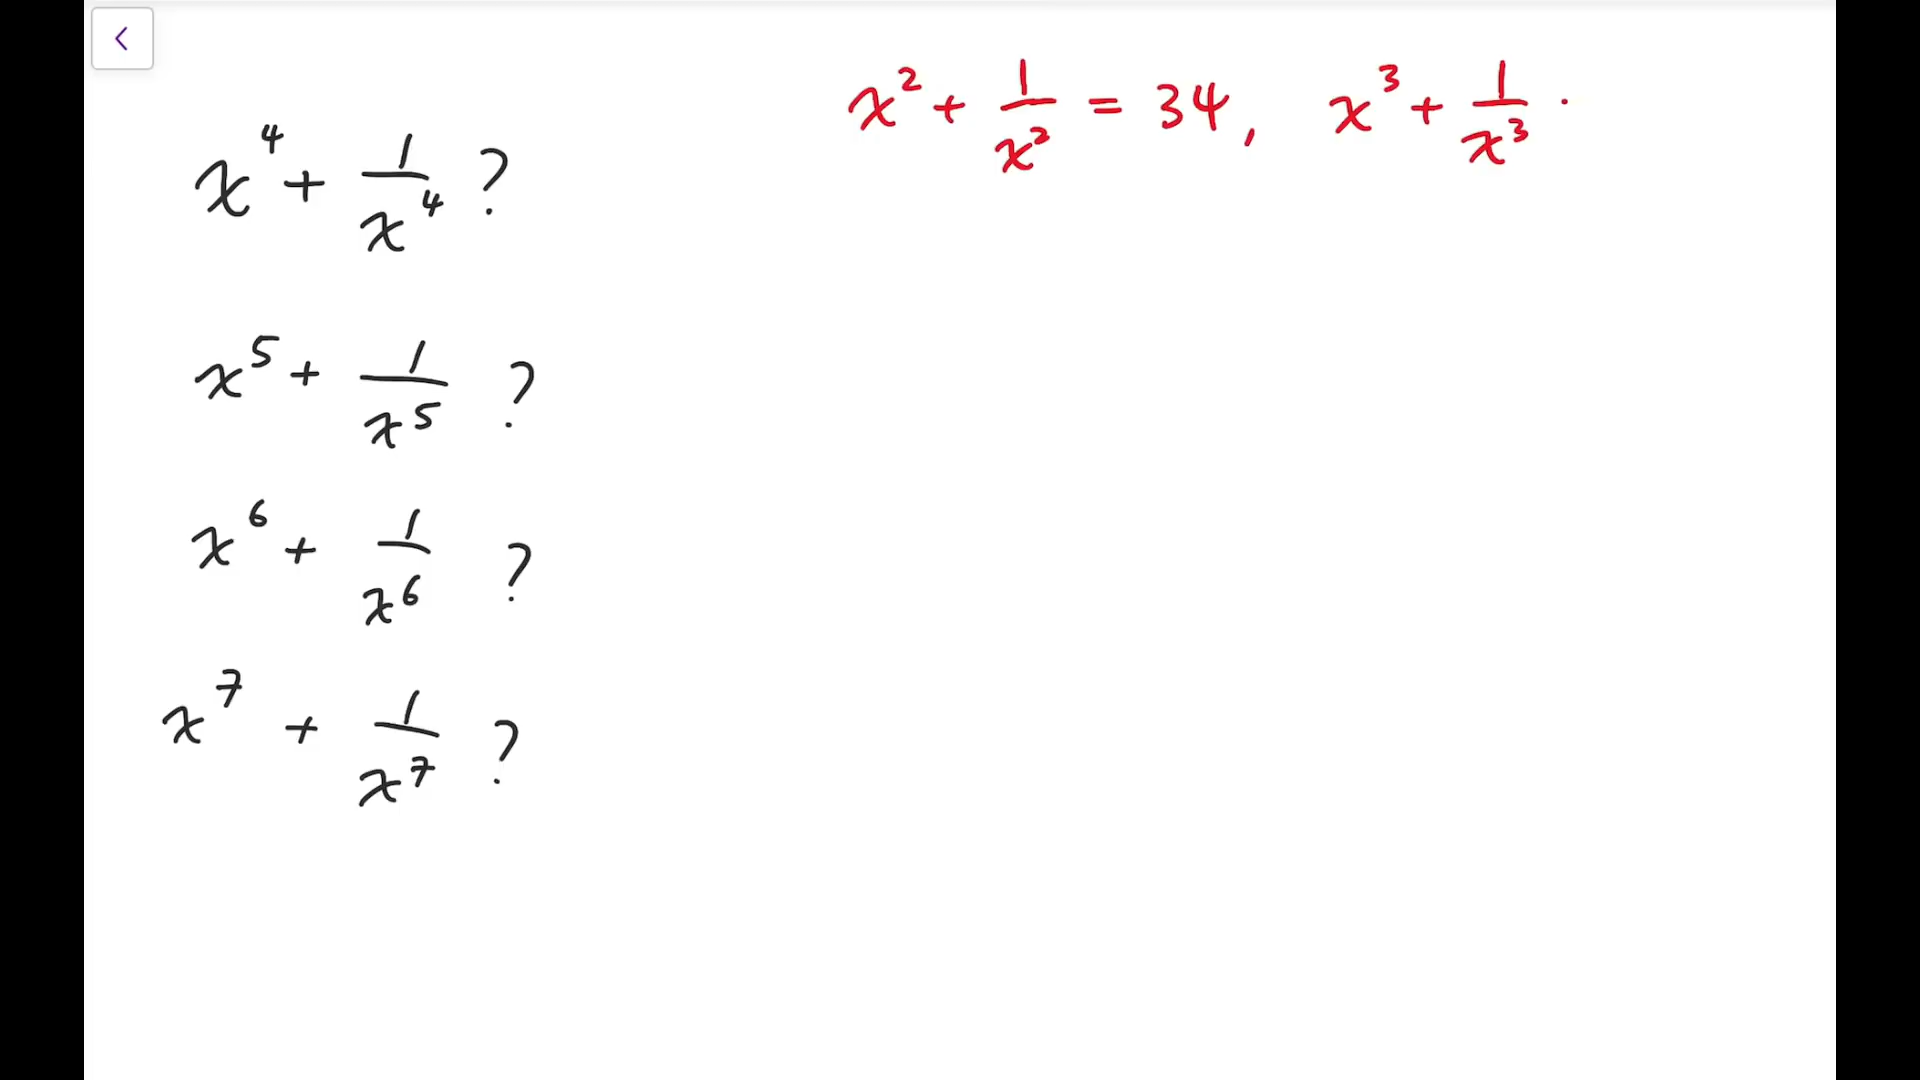 x² + 1/x² = 34, x³ + 1/x³ ·
x⁴ + 1/x⁴ ?
x⁵ + 1/x⁵ ?
x⁶ + 1/x⁶ ?
x⁷ + 1/x⁷ ?